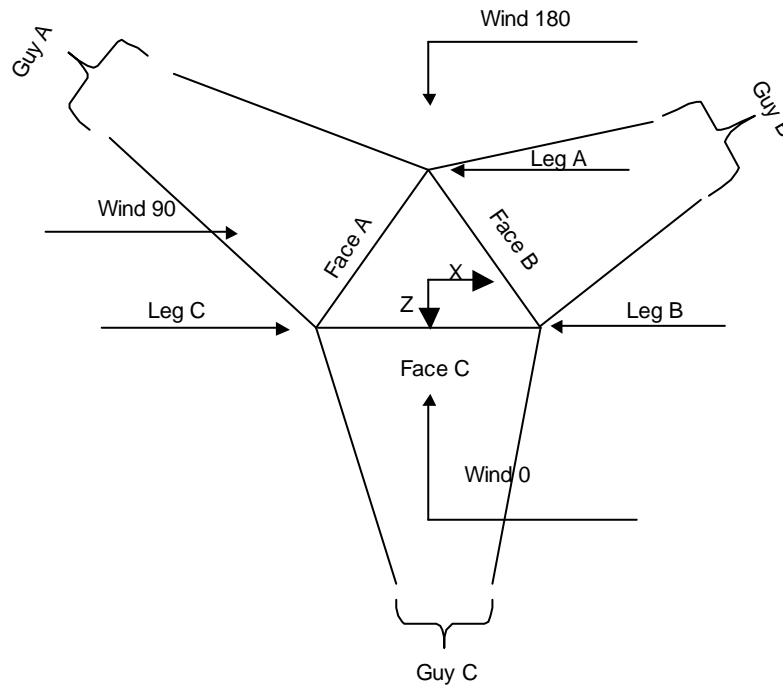 Wind 180
Guy A
Guy
Leg A
Wind 90
Face A
Face B
X
Z
Leg C
Leg B
Face C
Wind 0
Guy C